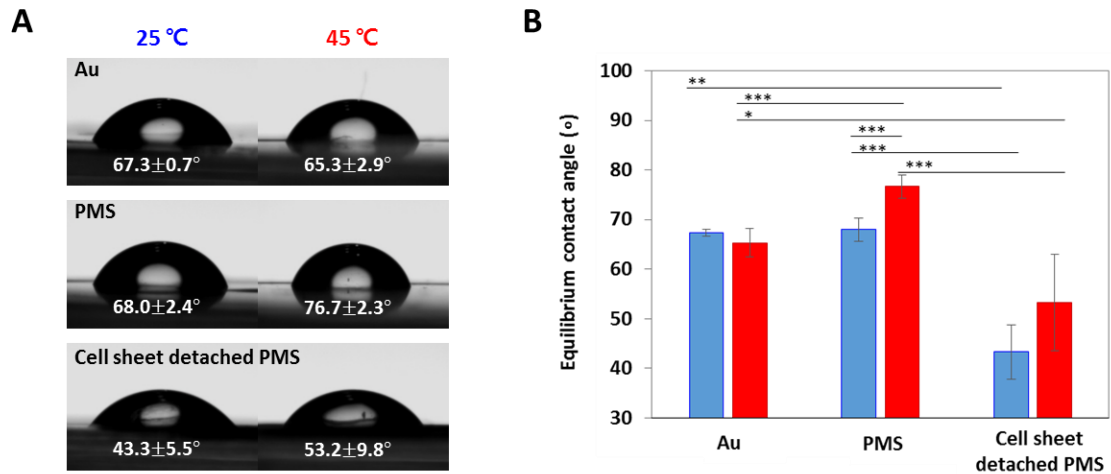 A
25 ℃ 45 ℃
Au
67.3±0.7° 65.3±2.9°
PMS
68.0±2.4° 76.7±2.3°
Cell sheet detached PMS
43.3±5.5° 53.2±9.8°
B
Equilibrium contact angle (o)
100
90
80
70
60
50
40
30
**
***
*
***
***
***
Au PMS Cell sheet
detached PMS